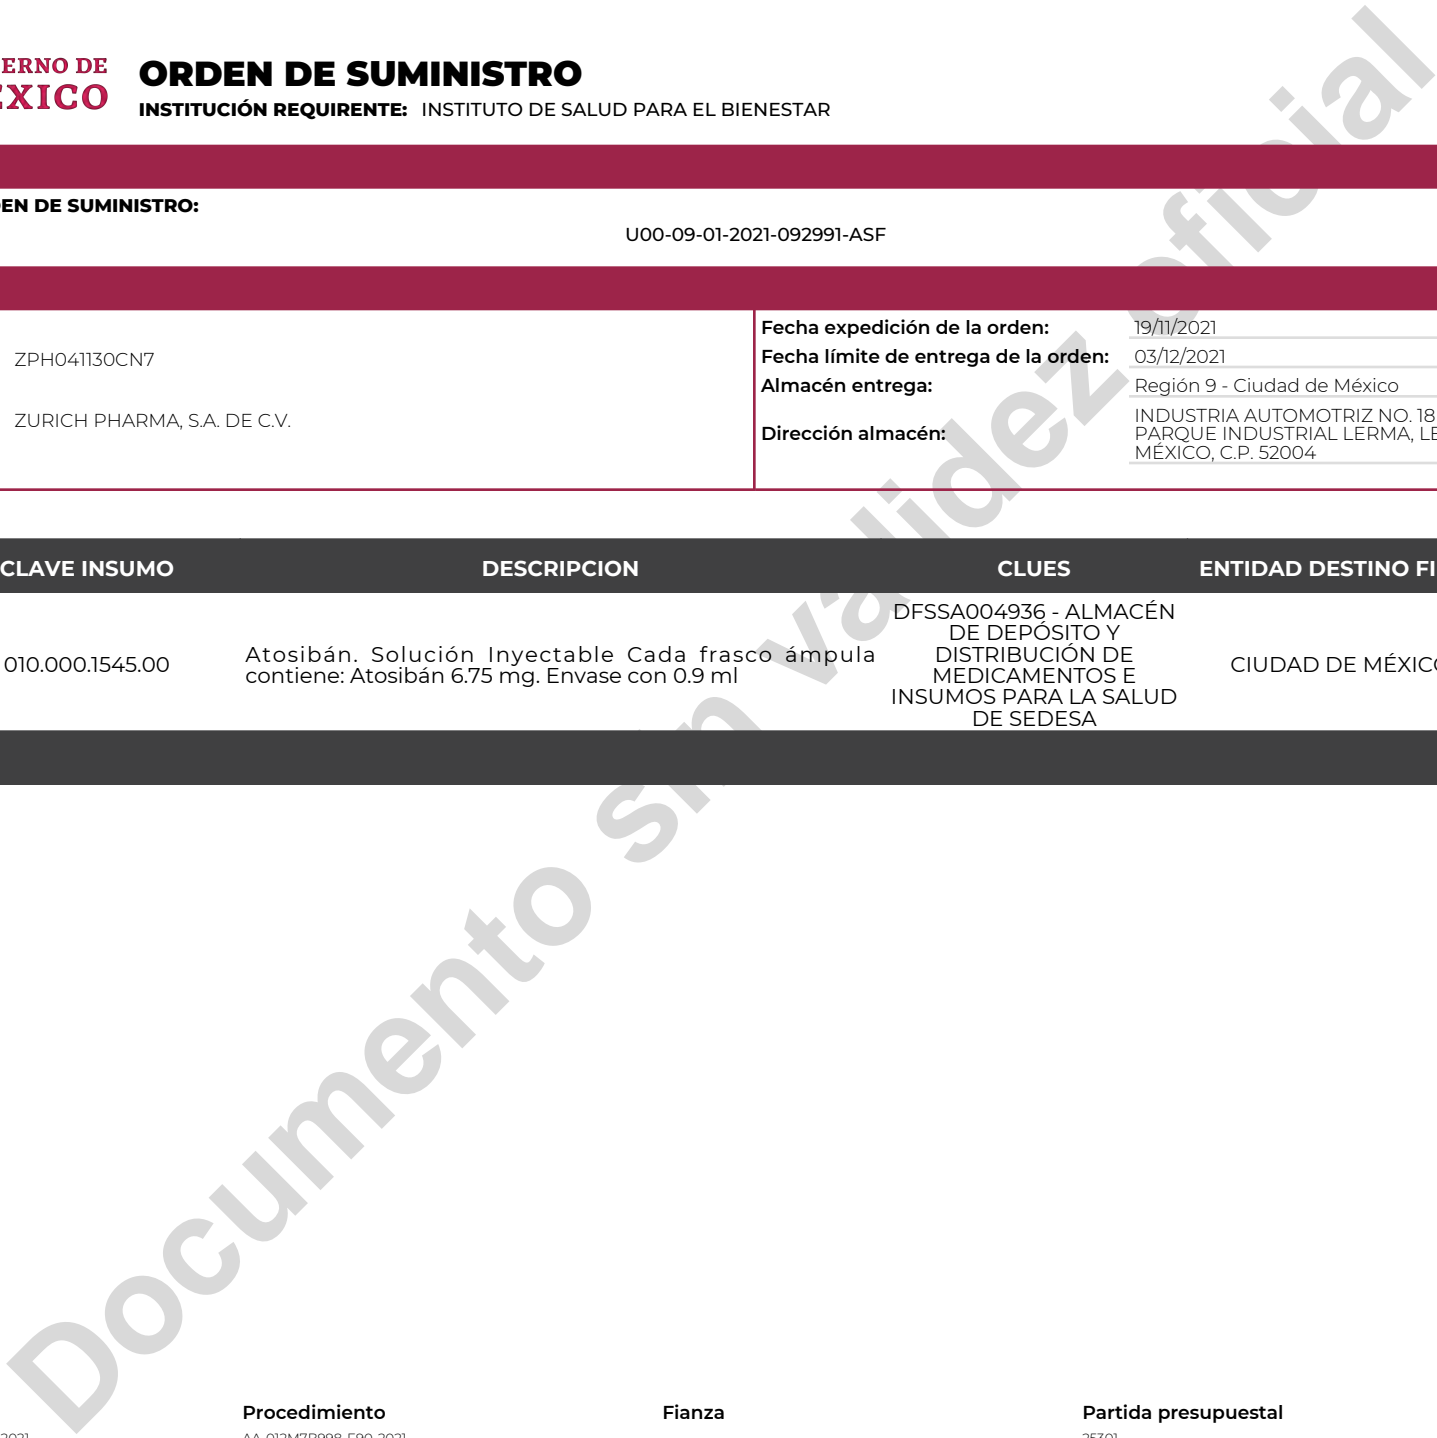 ERNO DE
EXICO
ORDEN DE SUMINISTRO
INSTITUCIÓN REQUIRENTE: INSTITUTO DE SALUD PARA EL BIENESTAR
EN DE SUMINISTRO:
U00-09-01-2021-092991-ASF
ZPH041130CN7
ZURICH PHARMA, S.A. DE C.V.
Fecha expedición de la orden: 19/11/2021
Fecha límite de entrega de la orden: 03/12/2021
Almacén entrega: Región 9 - Ciudad de México
Dirección almacén:
INDUSTRIA AUTOMOTRIZ NO. 18
PARQUE INDUSTRIAL LERMA, LE
MÉXICO, C.P. 52004
CLAVE INSUMO DESCRIPCION CLUES ENTIDAD DESTINO FI
010.000.1545.00
Atosibán. Solución Inyectable Cada frasco ámpula
contiene: Atosibán 6.75 mg. Envase con 0.9 ml
DFSSA004936 - ALMACÉN
DE DEPÓSITO Y
DISTRIBUCIÓN DE
MEDICAMENTOS E
INSUMOS PARA LA SALUD
DE SEDESA
CIUDAD DE MÉXICO
Documento sin validez oficial
Procedimiento Fianza Partida presupuestal